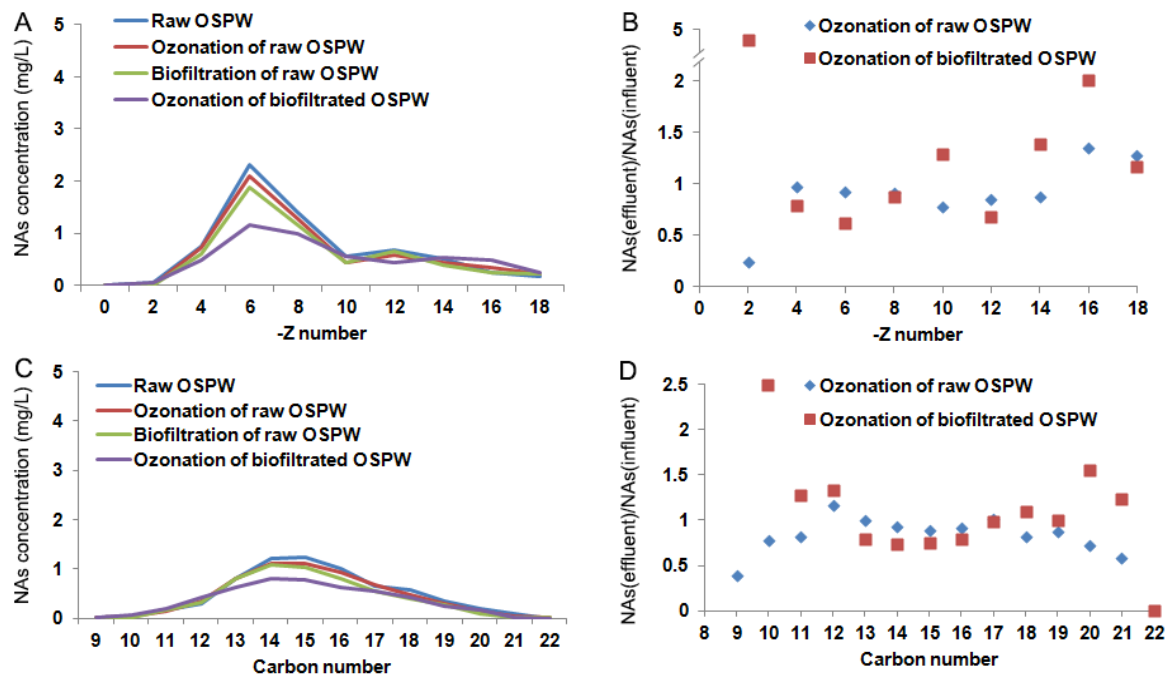 A
NAs concentration (mg/L)
5
4
3
2
1
0
Raw OSPW
Ozonation of raw OSPW
Biofiltration of raw OSPW
Ozonation of biofiltrated OSPW
0 2 4 6 8 10 12 14 16 18
-Z number
B
NAs(effluent)/NAs(influent)
5
2
1.5
1
0.5
0
Ozonation of raw OSPW
Ozonation of biofiltrated OSPW
0 2 4 6 8 10 12 14 16 18
-Z number
C
NAs concentration (mg/L)
5
4
3
2
1
0
Raw OSPW
Ozonation of raw OSPW
Biofiltration of raw OSPW
Ozonation of biofiltrated OSPW
9 10 11 12 13 14 15 16 17 18 19 20 21 22
Carbon number
D
NAs(effluent)/NAs(influent)
2.5
2
1.5
1
0.5
0
Ozonation of raw OSPW
Ozonation of biofiltrated OSPW
8 9 10 11 12 13 14 15 16 17 18 19 20 21 22
Carbon number